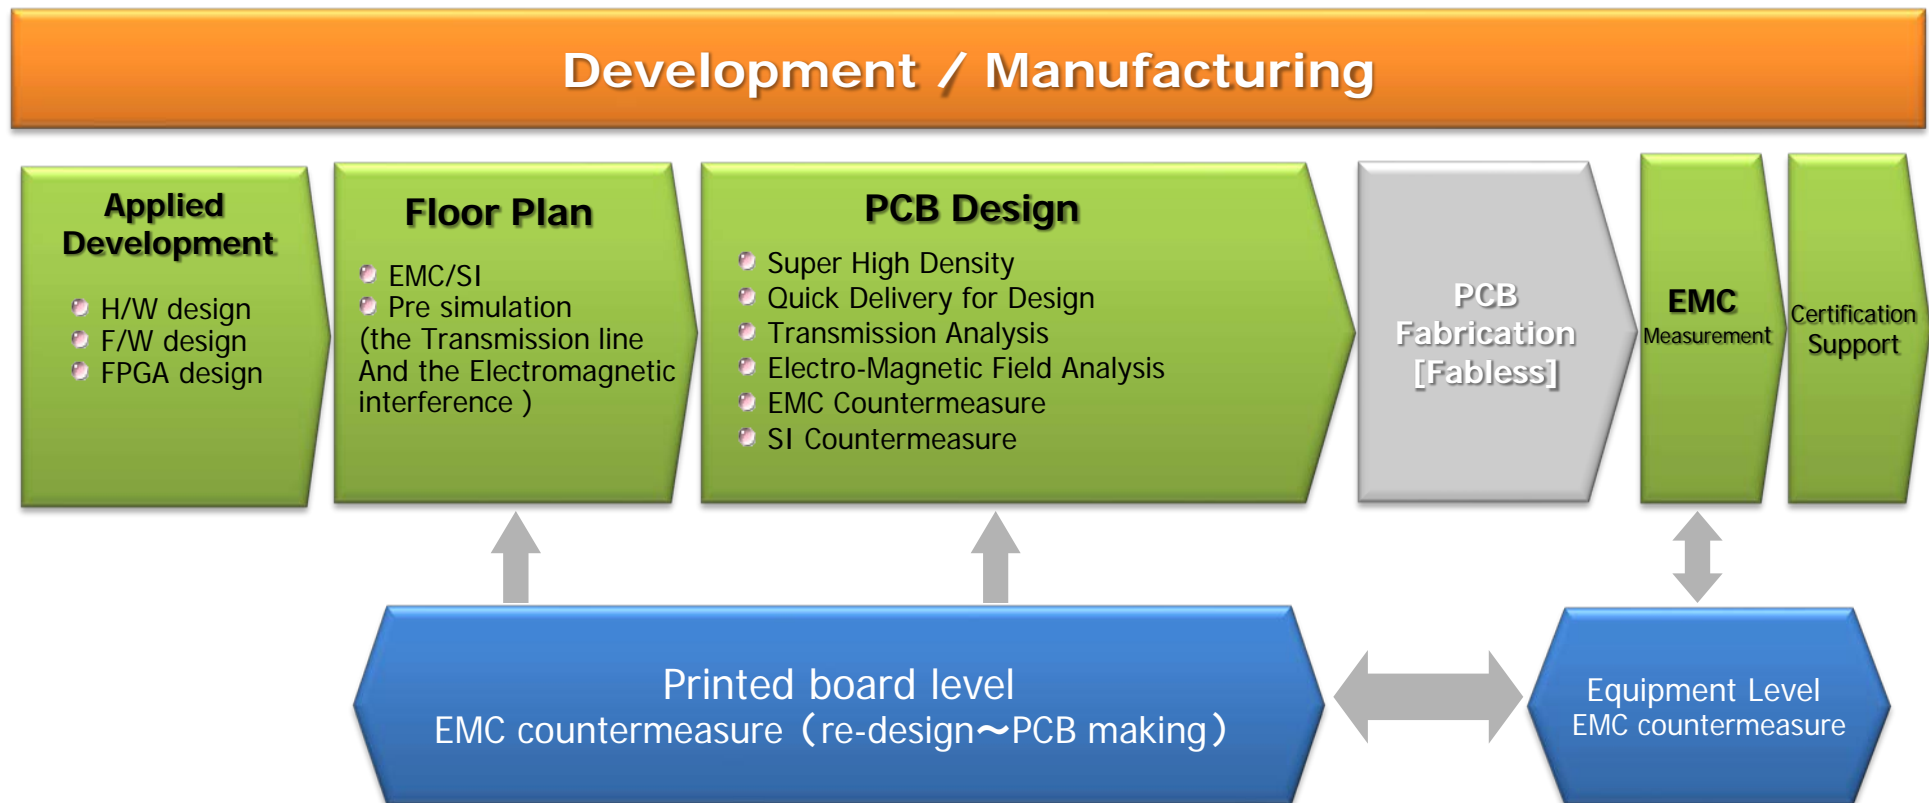 Development / Manufacturing
Applied
Development
H/W design
F/W design
FPGA design
Floor Plan
EMC/SI
Pre simulation
(the Transmission line
And the Electromagnetic
interference )
PCB Design
Super High Density
Quick Delivery for Design
Transmission Analysis
Electro-Magnetic Field Analysis
EMC Countermeasure
SI Countermeasure
PCB
Fabrication
[Fabless]
EMC
Measurement
Certification
Support
Printed board level
EMC countermeasure（re-design～PCB making）
Equipment Level
EMC countermeasure